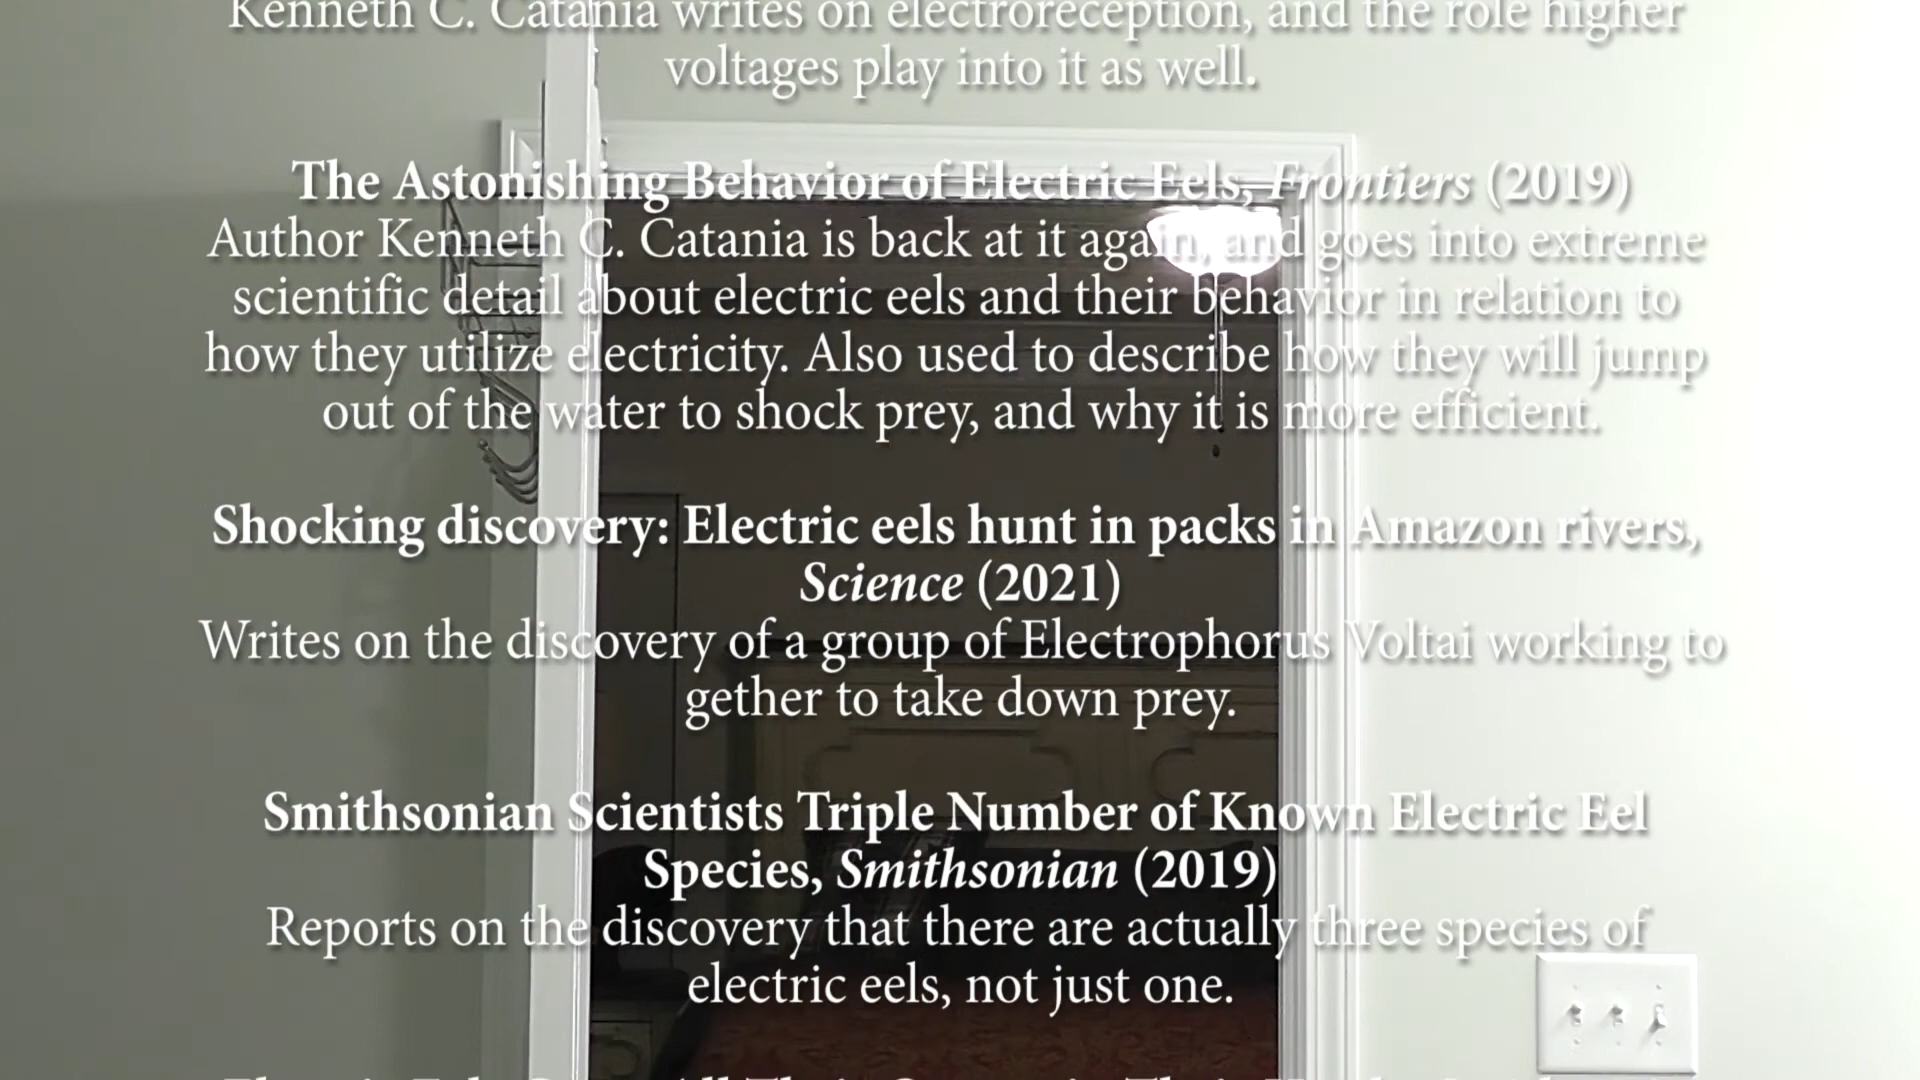 Kenneth C. Catania writes on electroreception, and the role higher
voltages play into it as well.
The Astonishing Behavior of Electric Eels, Frontiers (2019)
Author Kenneth C. Catania is back at it again, and goes into extreme
scientific detail about electric eels and their behavior in relation to
how they utilize electricity. Also used to describe how they will jump
out of the water to shock prey, and why it is more efficient.
Shocking discovery: Electric eels hunt in packs in Amazon rivers,
Science (2021)
Writes on the discovery of a group of Electrophorus Voltai working to
gether to take down prey.
Smithsonian Scientists Triple Number of Known Electric Eel
Species, Smithsonian (2019)
Reports on the discovery that there are actually three species of
electric eels, not just one.